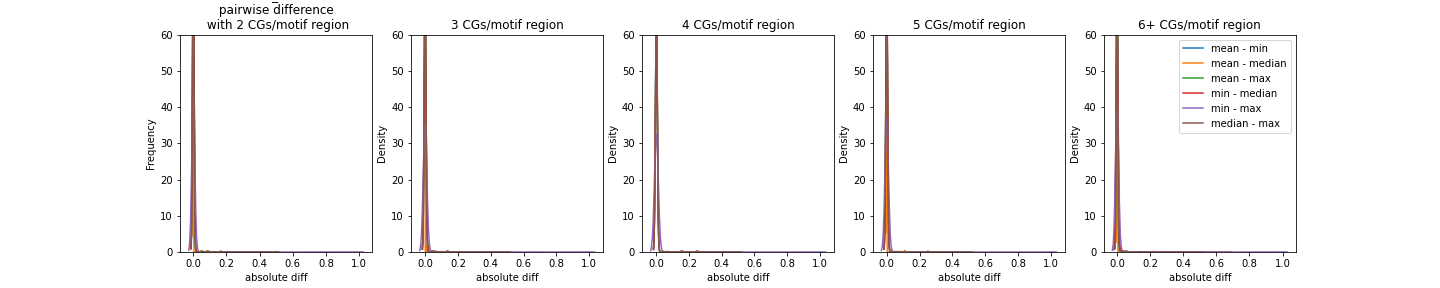 pairwise_difference
with 2 CGs/motif region
3 CGs/motif region
4 CGs/motif region
5 CGs/motif region
6+ CGs/motif region
Frequency
60
50
40
30
20
10
0
0.0 0.2 0.4 0.6 0.8 1.0
absolute diff
Density
60
50
40
30
20
10
0
0.0 0.2 0.4 0.6 0.8 1.0
absolute diff
Density
60
50
40
30
20
10
0
0.0 0.2 0.4 0.6 0.8 1.0
absolute diff
Density
60
50
40
30
20
10
0
0.0 0.2 0.4 0.6 0.8 1.0
absolute diff
Density
60
50
40
30
20
10
0
mean - min
mean - median
mean - max
min - median
min - max
median - max
0.0 0.2 0.4 0.6 0.8 1.0
absolute diff